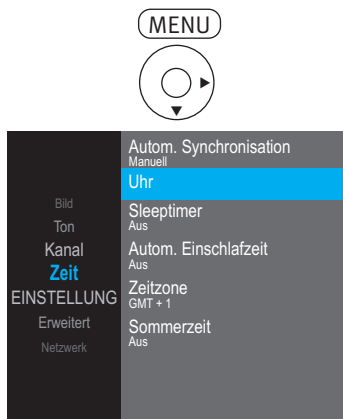 MENU
Bild
Ton
Kanal
Zeit
EINSTELLUNG
Erweitert
Netzwerk
Autom. Synchronisation
Manuell
Uhr
Sleeptimer
Aus
Autom. Einschlafzeit
Aus
Zeitzone
GMT + 1
Sommerzeit
Aus